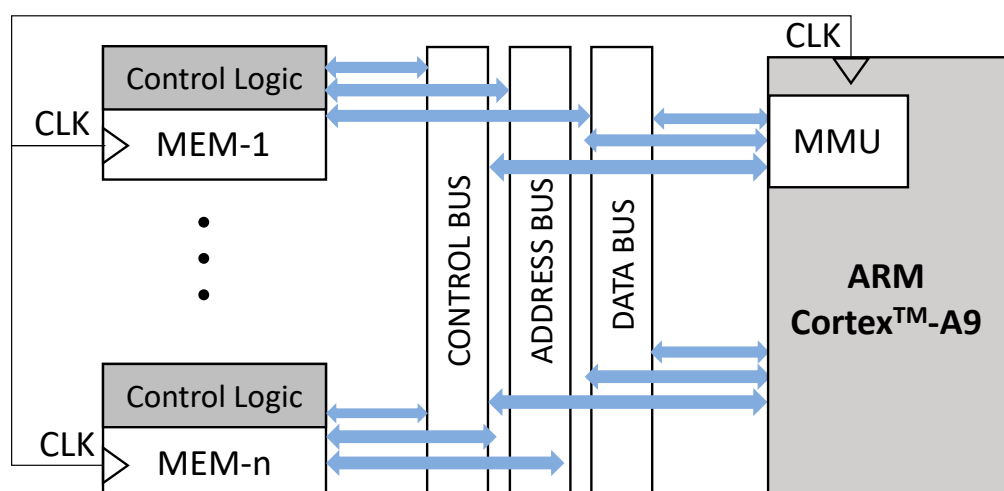 CLK
Control Logic
CLK
MEM-1
MMU
CONTROL BUS
ADDRESS BUS
DATA BUS
ARM
Cortex™-A9
Control Logic
CLK
MEM-n